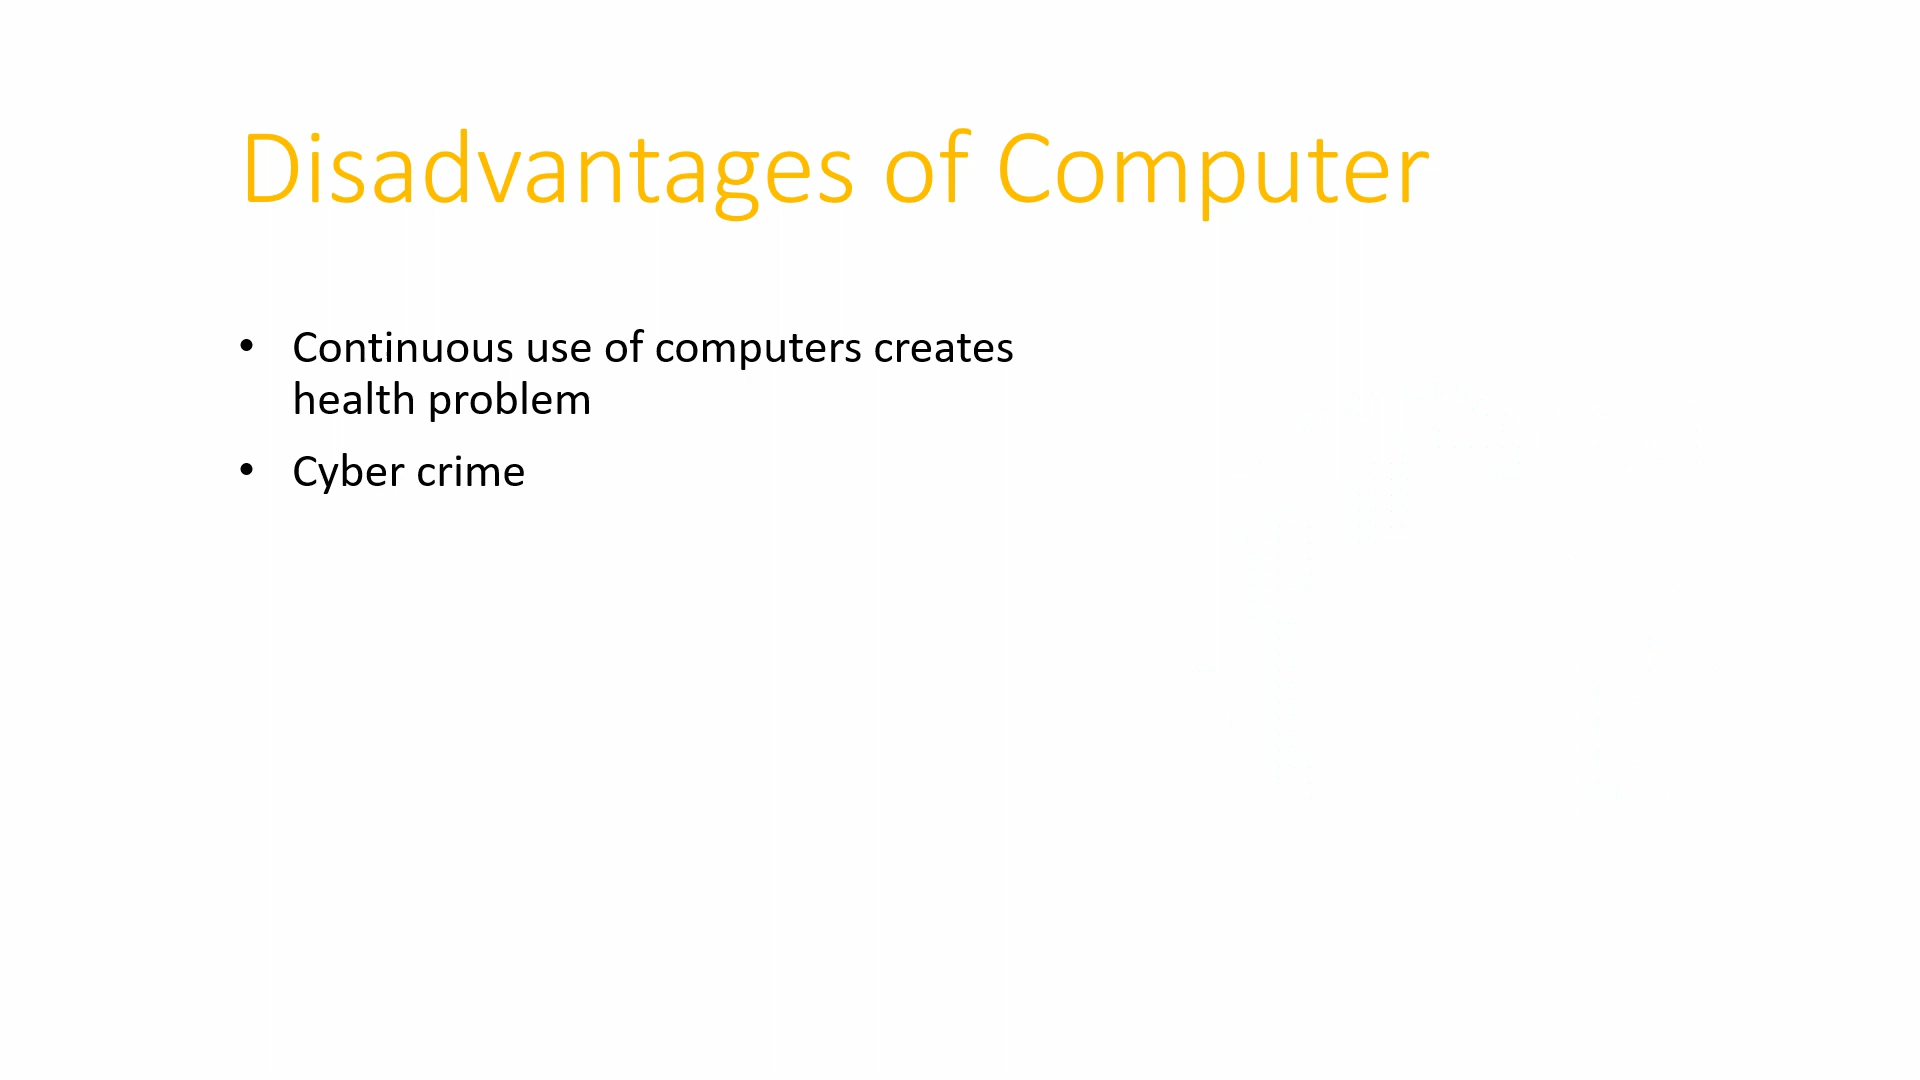 Disadvantages of Computer
• Continuous use of computers creates
health problem
• Cyber crime